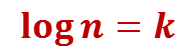 log n = k